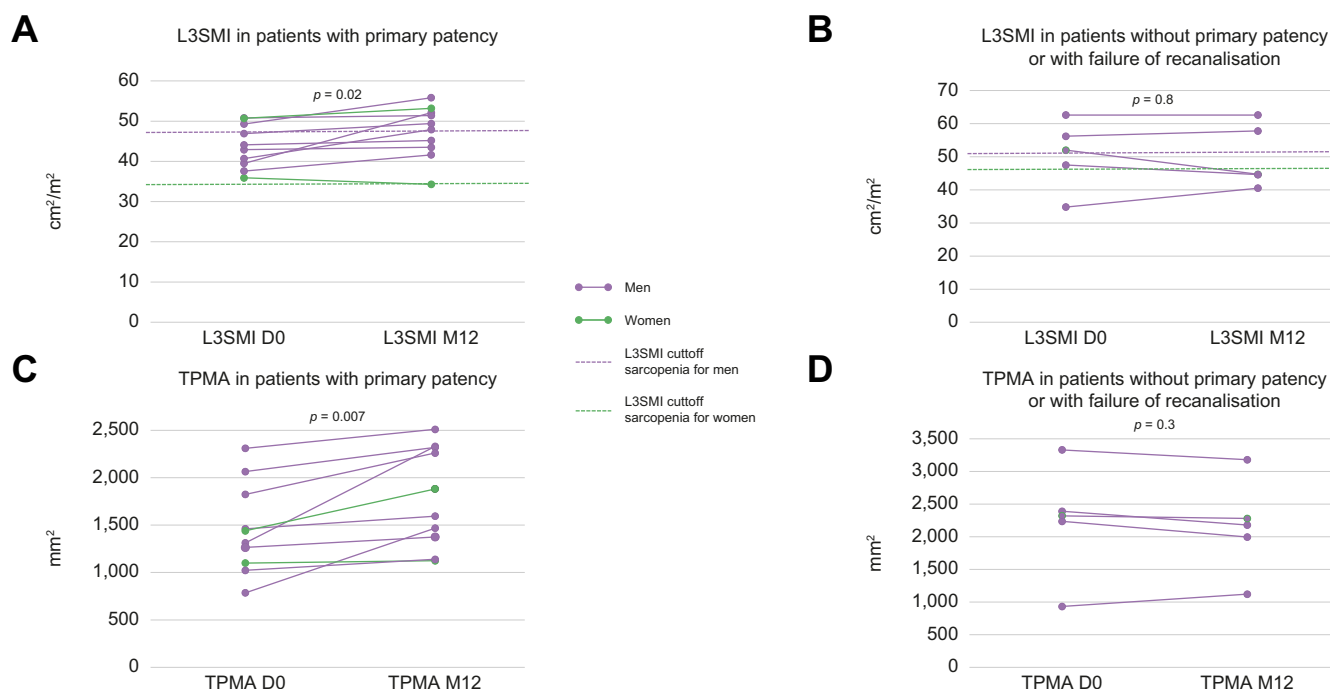 A
L3SMI in patients with primary patency
60
50
40
30
20
10
0
cm²/m²
p = 0.02
L3SMI D0
L3SMI M12
B
L3SMI in patients without primary patency
or with failure of recanalisation
70
60
50
40
30
20
10
0
cm²/m²
p = 0.8
L3SMI D0
L3SMI M12
Men
Women
L3SMI cuttoff
sarcopenia for men
L3SMI cuttoff
sarcopenia for women
C
TPMA in patients with primary patency
2,500
2,000
1,500
1,000
500
0
mm²
p = 0.007
TPMA D0
TPMA M12
D
TPMA in patients without primary patency
or with failure of recanalisation
3,500
3,000
2,500
2,000
1,500
1,000
500
0
mm²
p = 0.3
TPMA D0
TPMA M12